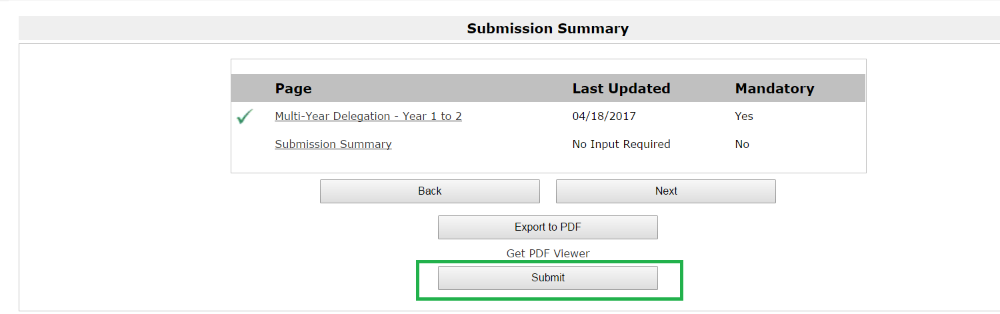 Submission Summary
Page Last Updated Mandatory
Multi-Year Delegation - Year 1 to 2 04/18/2017 Yes
Submission Summary No Input Required No
Back Next
Export to PDF
Get PDF Viewer
Submit